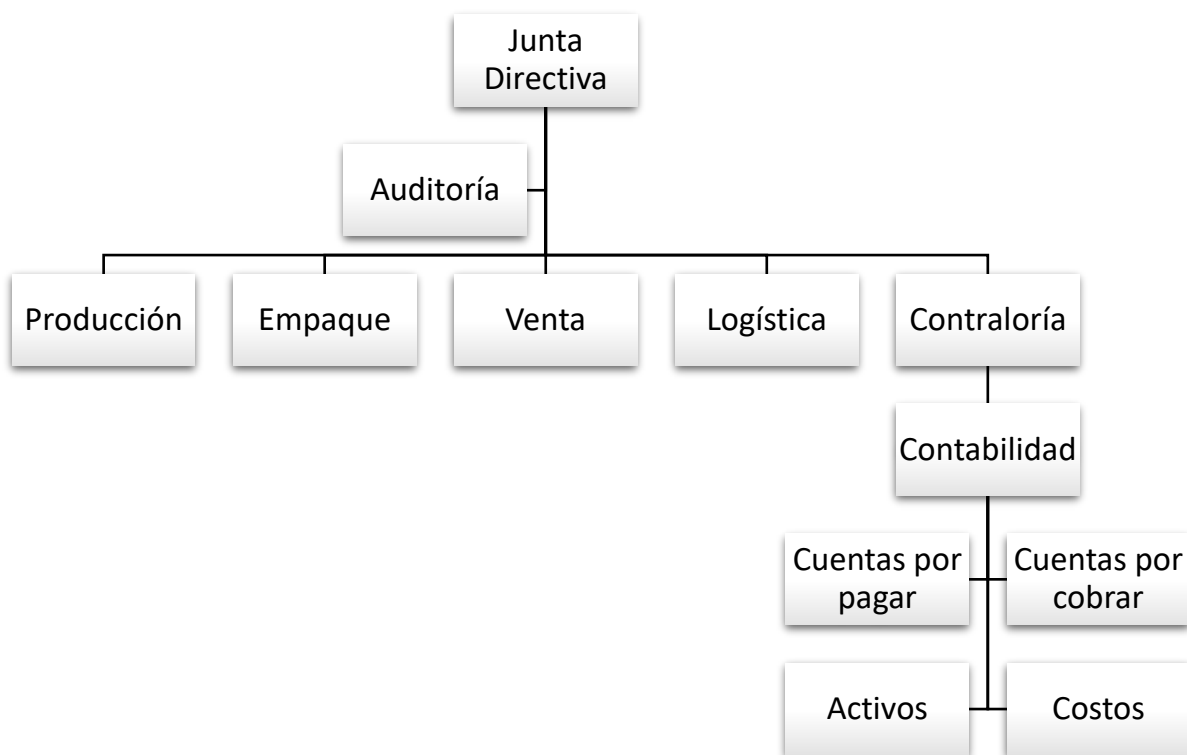 Junta
Directiva
Auditoría
Producción
Empaque
Venta
Logística
Contraloría
Contabilidad
Cuentas por
pagar
Cuentas por
cobrar
Activos
Costos